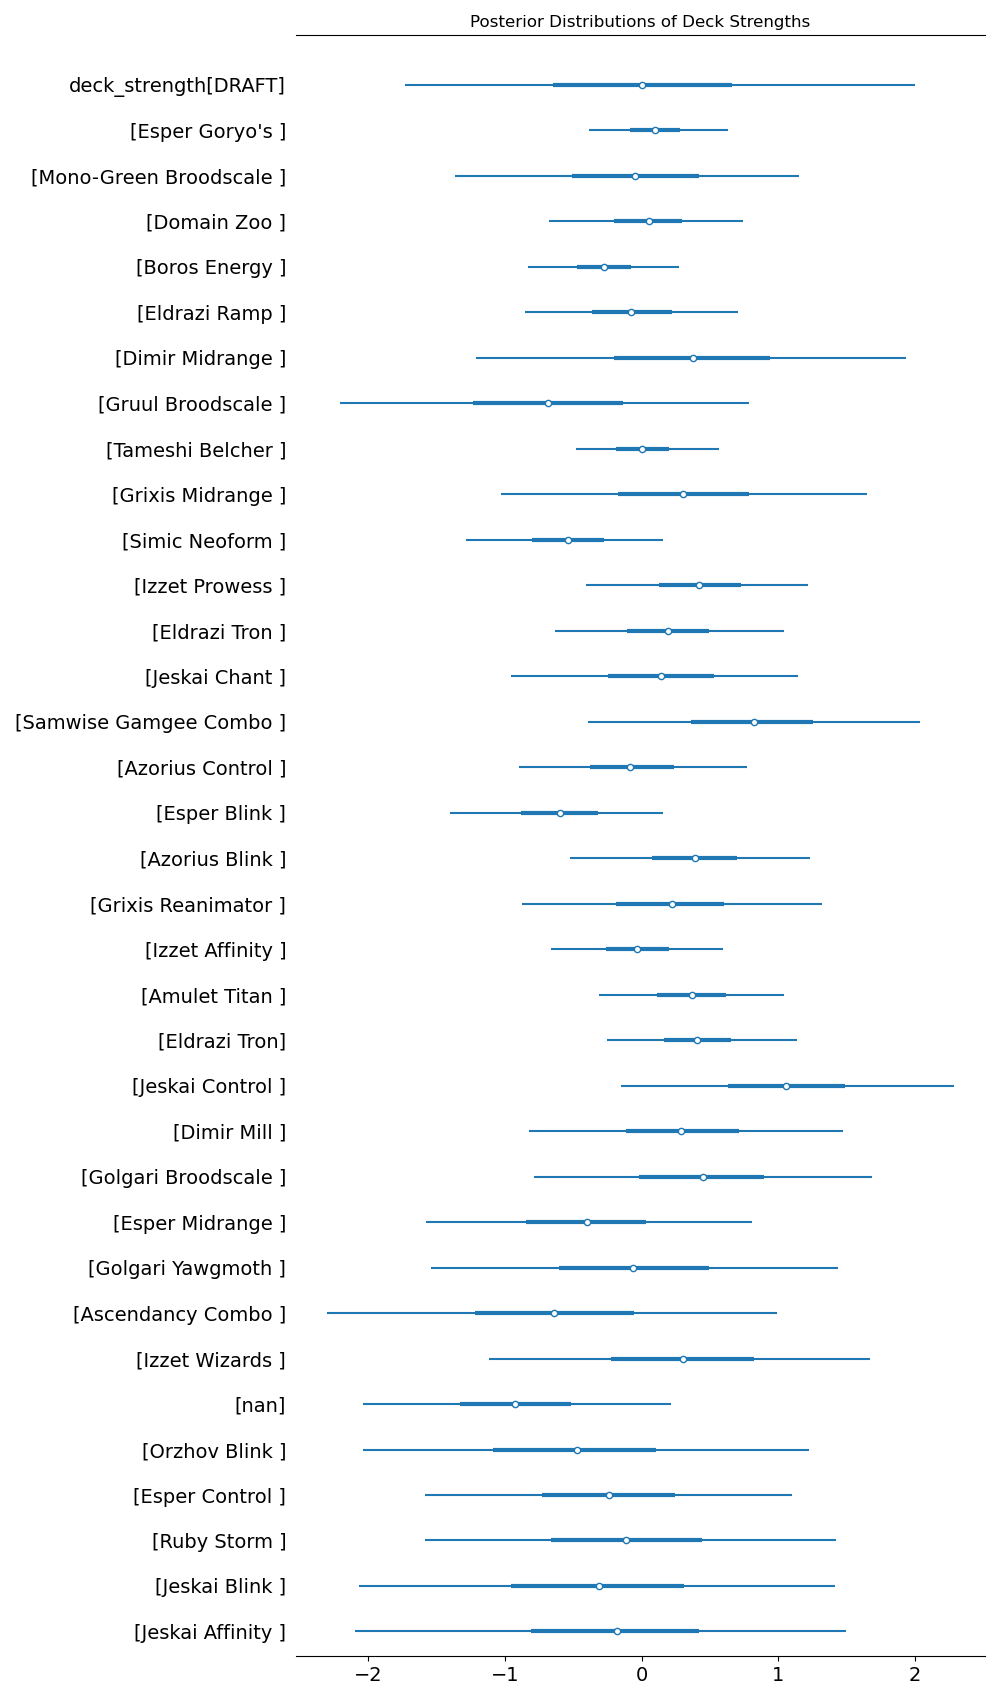 Posterior Distributions of Deck Strengths
deck_strength[DRAFT]
[Esper Goryo's ]
[Mono-Green Broodscale ]
[Domain Zoo ]
[Boros Energy ]
[Eldrazi Ramp ]
[Dimir Midrange ]
[Gruul Broodscale ]
[Tameshi Belcher ]
[Grixis Midrange ]
[Simic Neoform ]
[Izzet Prowess ]
[Eldrazi Tron ]
[Jeskai Chant ]
[Samwise Gamgee Combo ]
[Azorius Control ]
[Esper Blink ]
[Azorius Blink ]
[Grixis Reanimator ]
[Izzet Affinity ]
[Amulet Titan ]
[Eldrazi Tron]
[Jeskai Control ]
[Dimir Mill ]
[Golgari Broodscale ]
[Esper Midrange ]
[Golgari Yawgmoth ]
[Ascendancy Combo ]
[Izzet Wizards ]
[nan]
[Orzhov Blink ]
[Esper Control ]
[Ruby Storm ]
[Jeskai Blink ]
[Jeskai Affinity ]
−2 −1 0 1 2